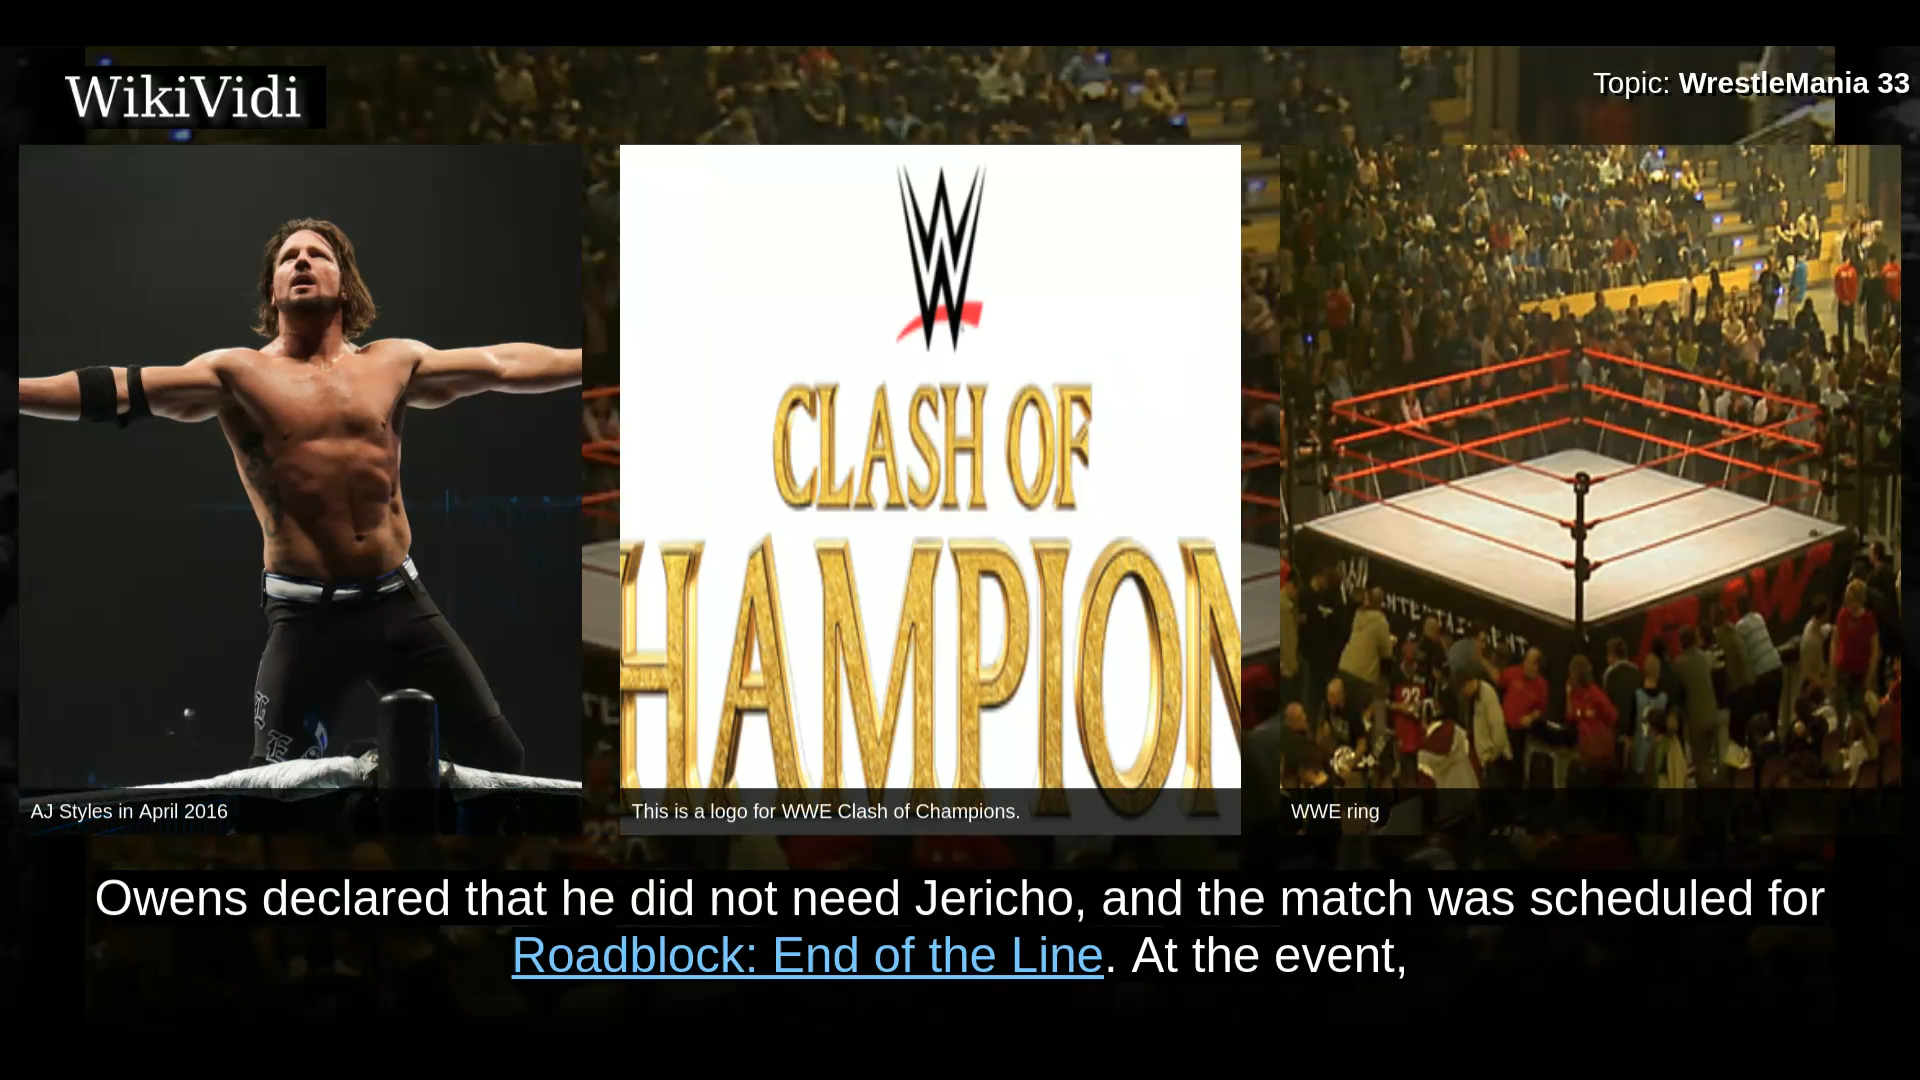 WikiVidi
Topic: WrestleMania 33
CLASH OF
HAMPION
AJ Styles in April 2016
This is a logo for WWE Clash of Champions.
WWE ring
Owens declared that he did not need Jericho, and the match was scheduled for
Roadblock: End of the Line. At the event,